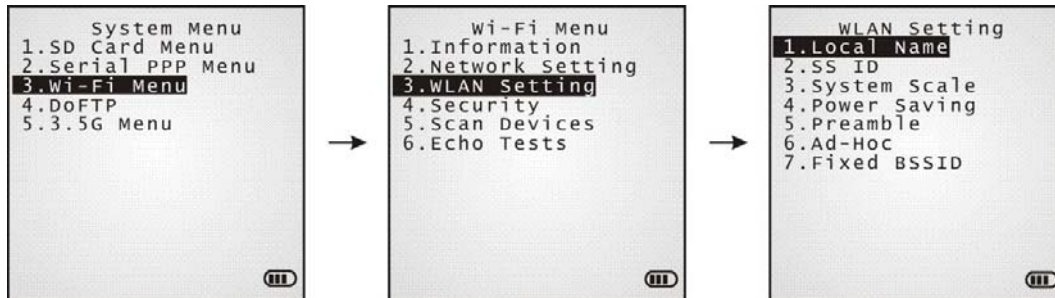 System Menu
1.SD Card Menu
2.Serial PPP Menu
3.Wi-Fi Menu
4.DoFTP
5.3.5G Menu
Wi-Fi Menu
1.Information
2.Network Setting
3.WLAN Setting
4.Security
5.Scan Devices
6.Echo Tests
WLAN Setting
1.Local Name
2.SS ID
3.System Scale
4.Power Saving
5.Preamble
6.Ad-Hoc
7.Fixed BSSID